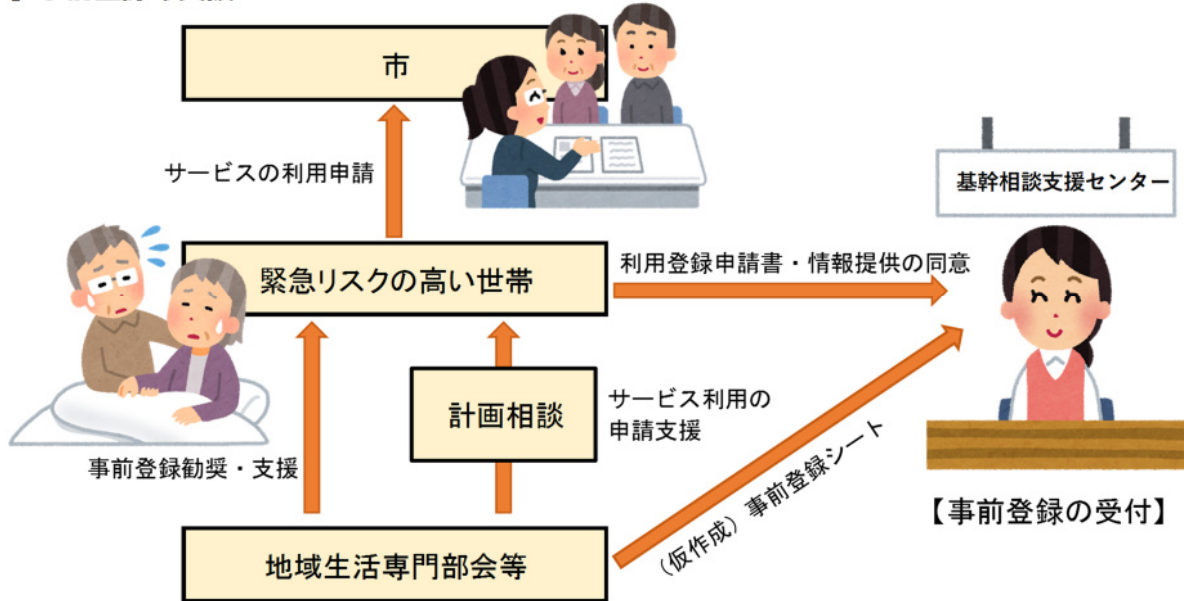 市
サービスの利用申請
基幹相談支援センター
緊急リスクの高い世帯
利用登録申請書・情報提供の同意
計画相談
サービス利用の
申請支援
事前登録勧奨・支援
(仮作成)事前登録シート
【事前登録の受付】
地域生活専門部会等